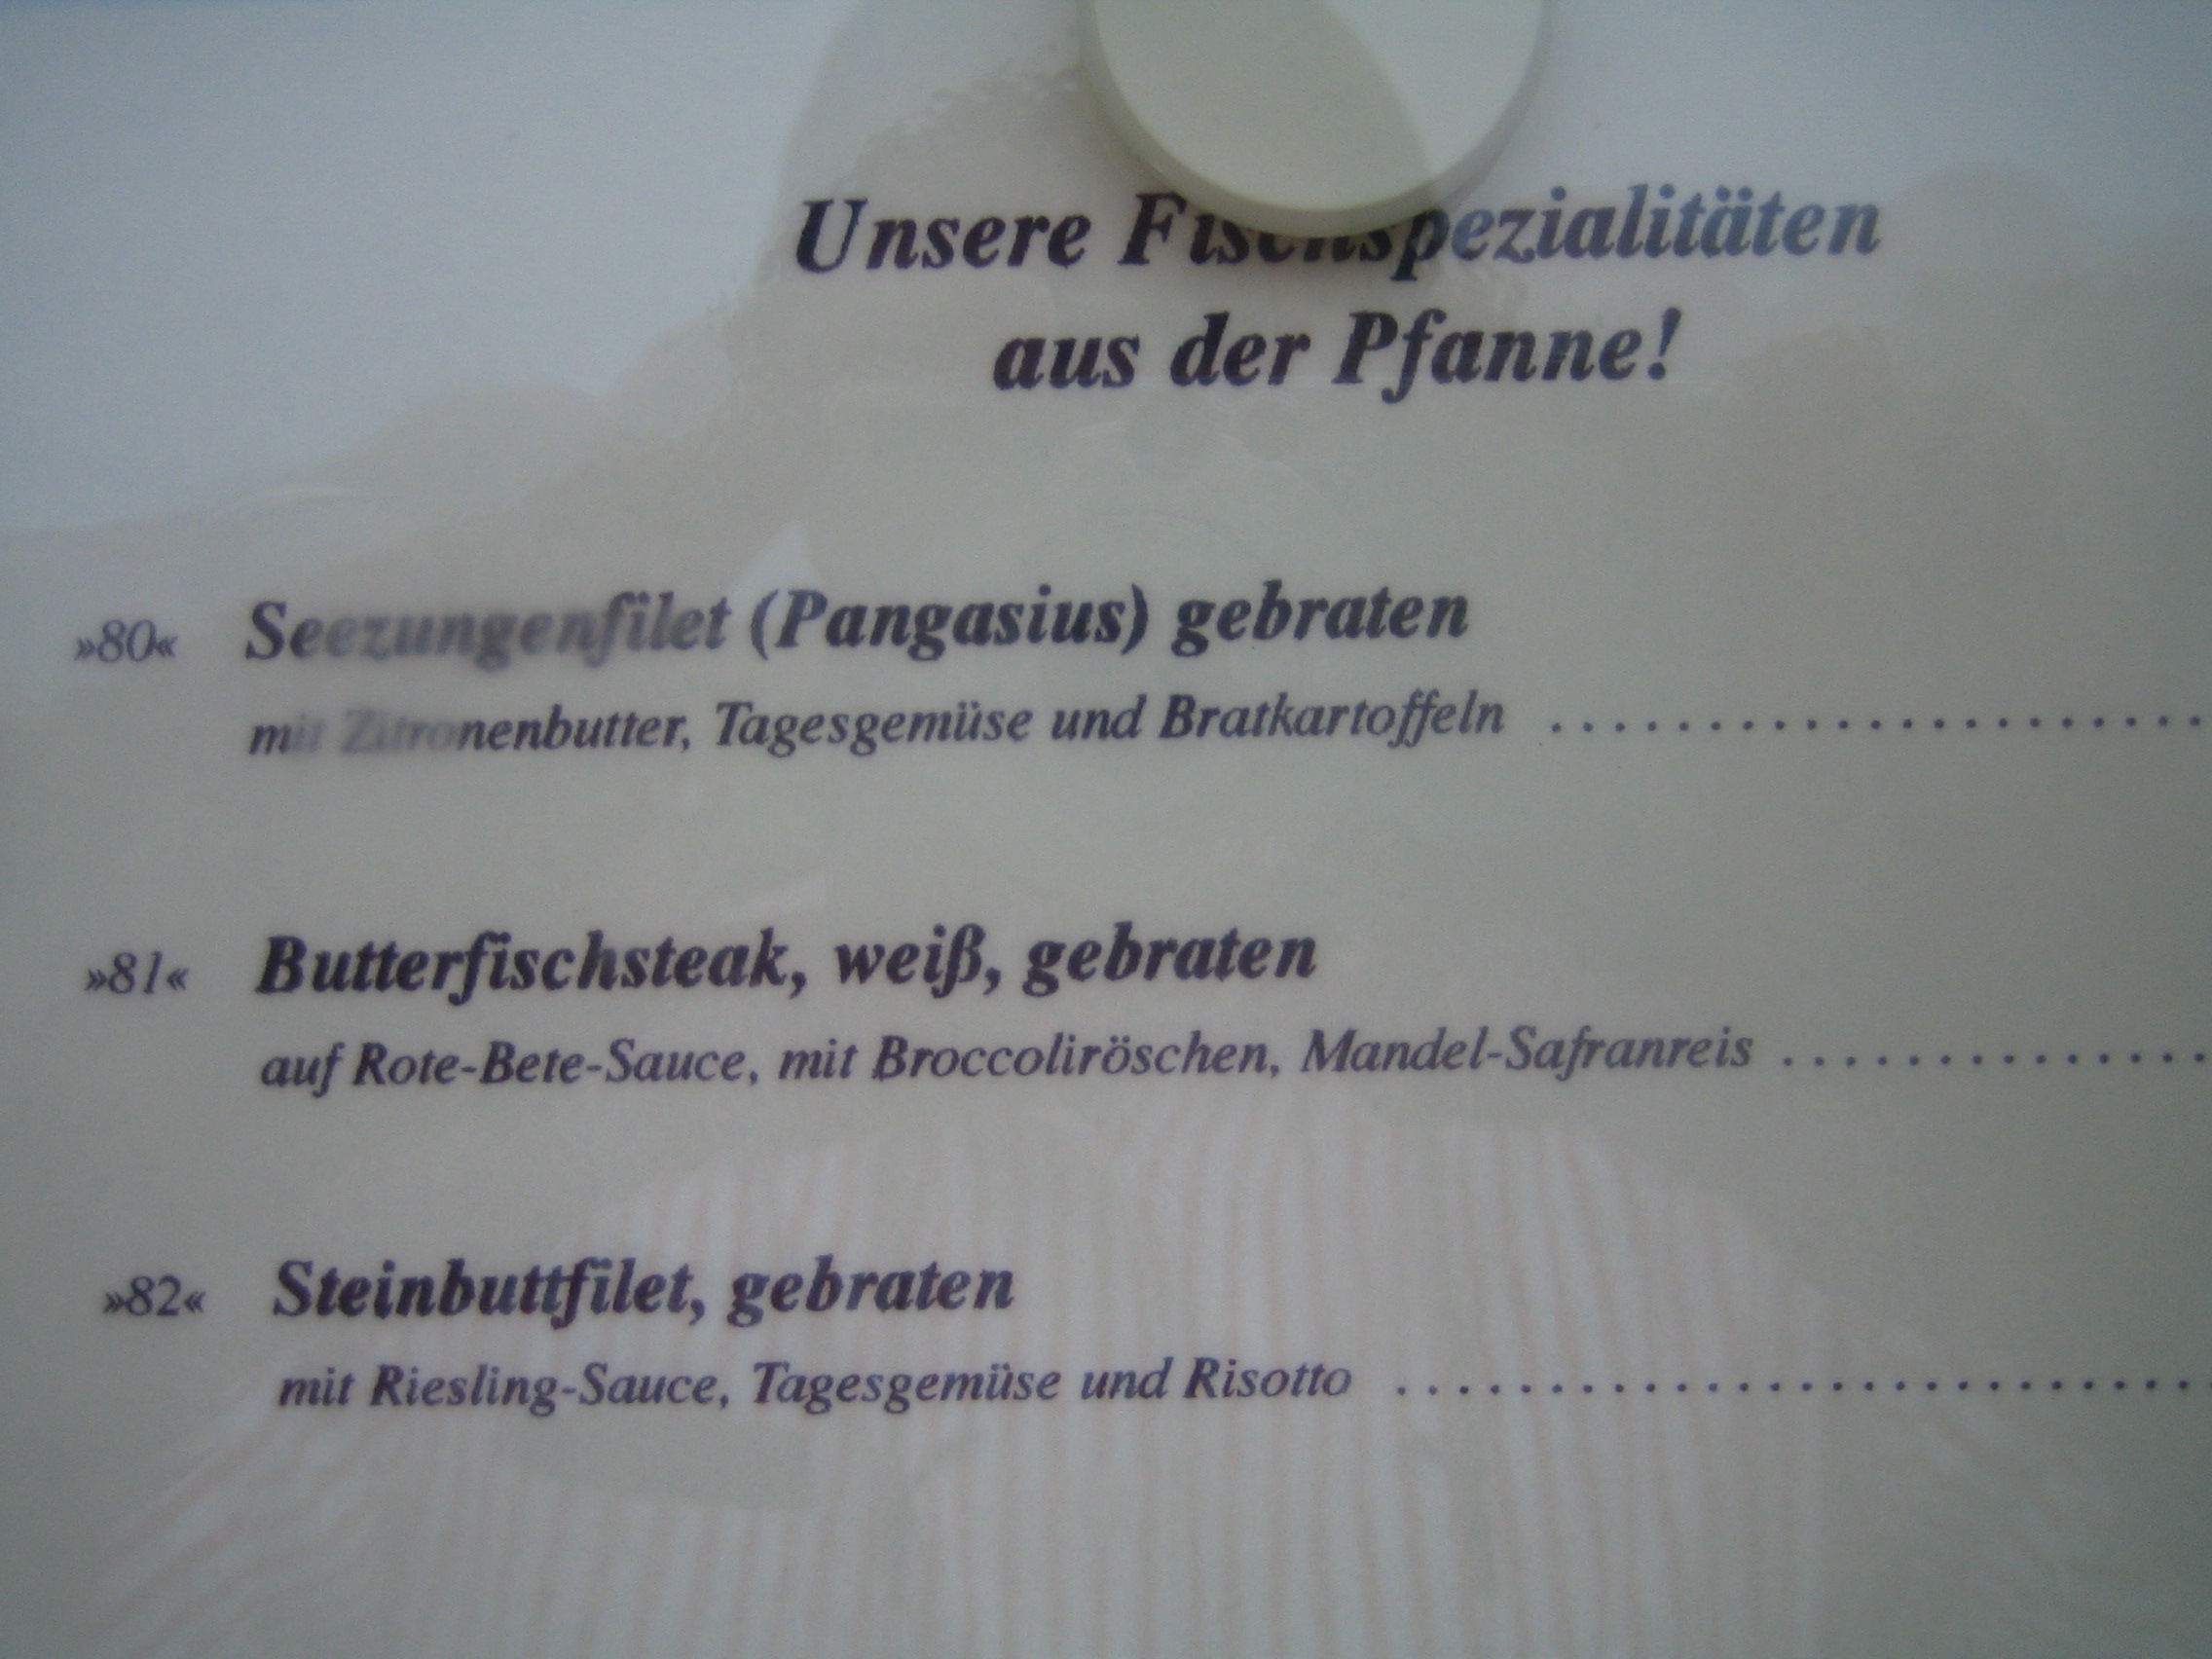 Unsere Fischspezialitäten
aus der Pfanne!
»80« Seezungenfilet (Pangasius) gebraten
mit Zitronenbutter, Tagesgemüse und Bratkartoffeln ......................
»81« Butterfischsteak, weiß, gebraten
auf Rote-Bete-Sauce, mit Broccoliröschen, Mandel-Safranreis ...............
»82« Steinbuttfilet, gebraten
mit Riesling-Sauce, Tagesgemüse und Risotto .............................